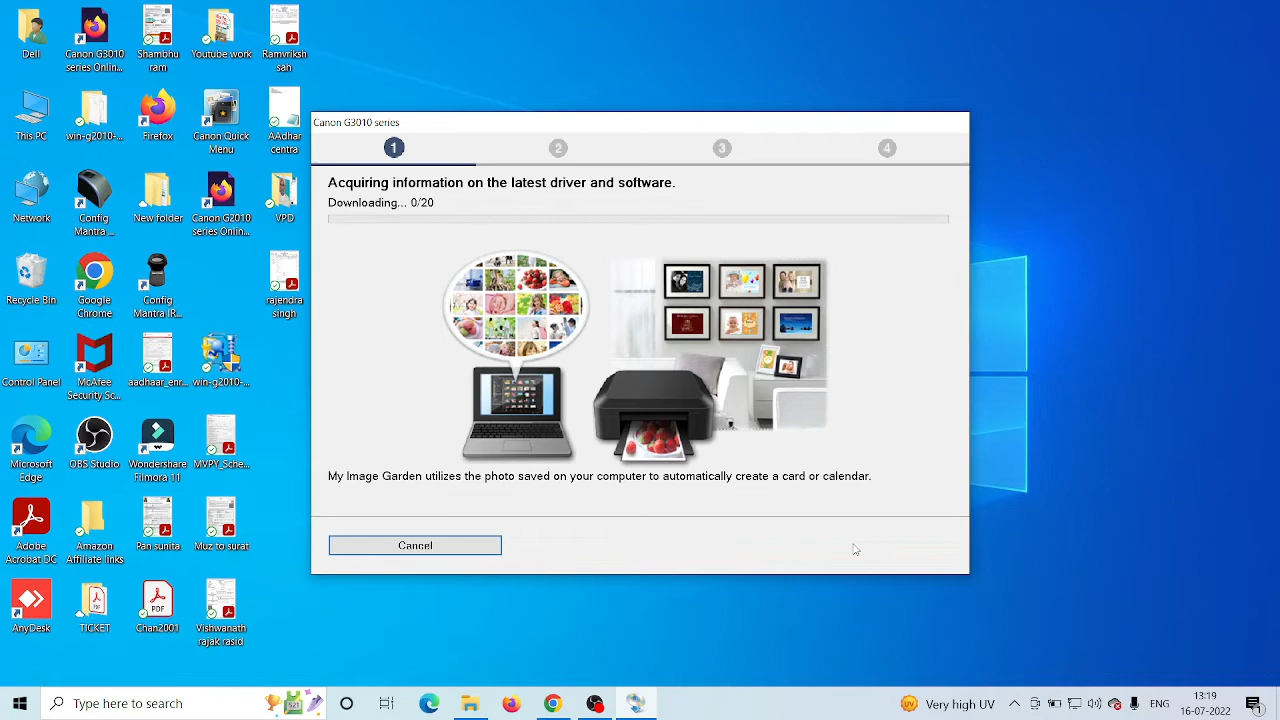 Dell
Canon G3010
series Onlin...
Shambhu
ram
Youtube work
Ramvriksh
san
This PC
win-g2010-...
Firefox
Canon Quick
Menu
AAdhar
centra
Network
Config
Mantra ...
New folder
Canon G2010
series Onlin...
VPD
Recycle Bin
Google
Chrome
Config
Mantra IR...
rajendra
singh
Control Panel
McAfee
Security Sc...
aadhaar_enr...
win-g2010-...
Microsoft
Edge
OBS Studio
Wondershare
Filmora 11
MVPY_Sche...
Adobe
Acrobat DC
Amazon
Affiliate links
Pan sunita
Muz to surat
AnyDesk
TICKET
PDF
Chan2001
Vishwanath
rajak rasid
Canon G3010 series
1
2
3
4
Acquiring information on the latest driver and software.
Downloading... 0/20
My Image Garden utilizes the photo saved on your computer to automatically create a card or calendar.
Cancel
Type here to search
UV
Very high UV
ENG
13:19
16-07-2022